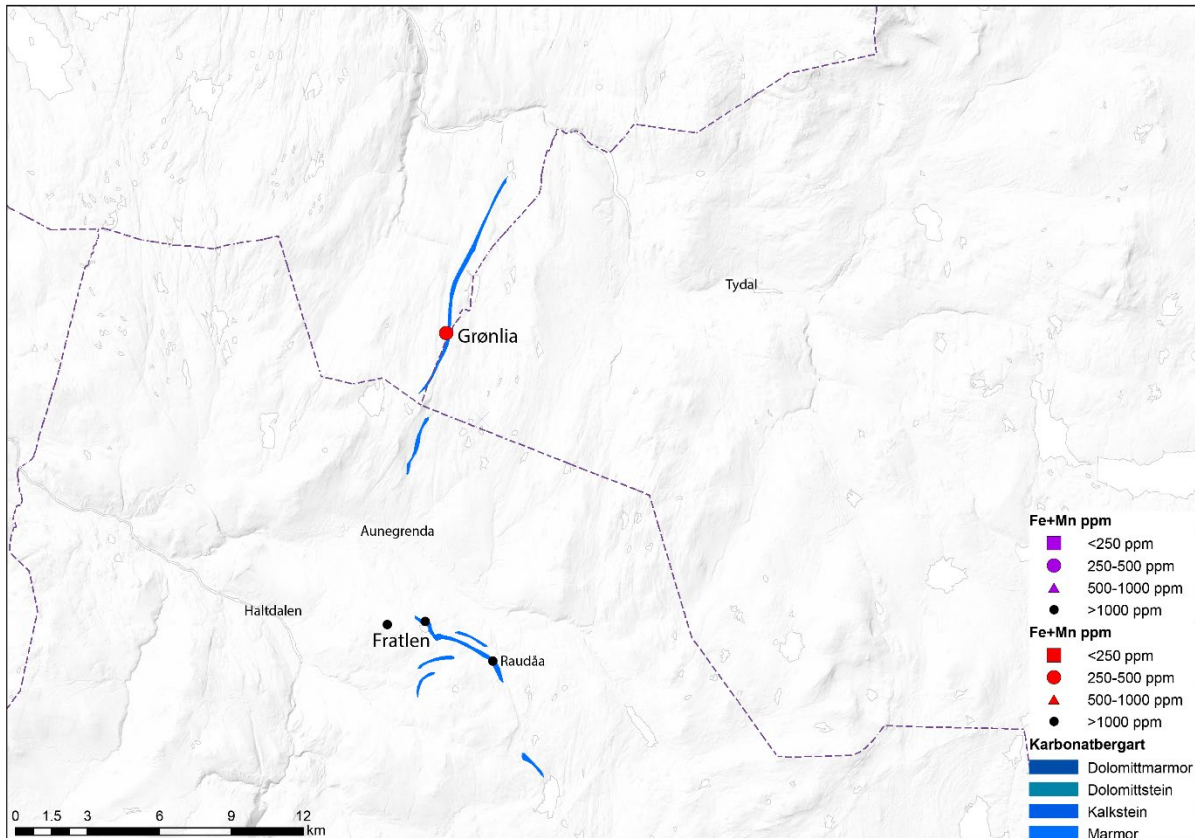 Tydal
Grønlia
Aunegrenda
Haltdalen
Fratlen
Raudåa
Fe+Mn ppm
<250 ppm
250-500 ppm
500-1000 ppm
>1000 ppm
Fe+Mn ppm
<250 ppm
250-500 ppm
500-1000 ppm
>1000 ppm
Karbonatbergart
Dolomittmarmor
Dolomittstein
Kalkstein
Marmor
0 1.5 3 6 9 12
km